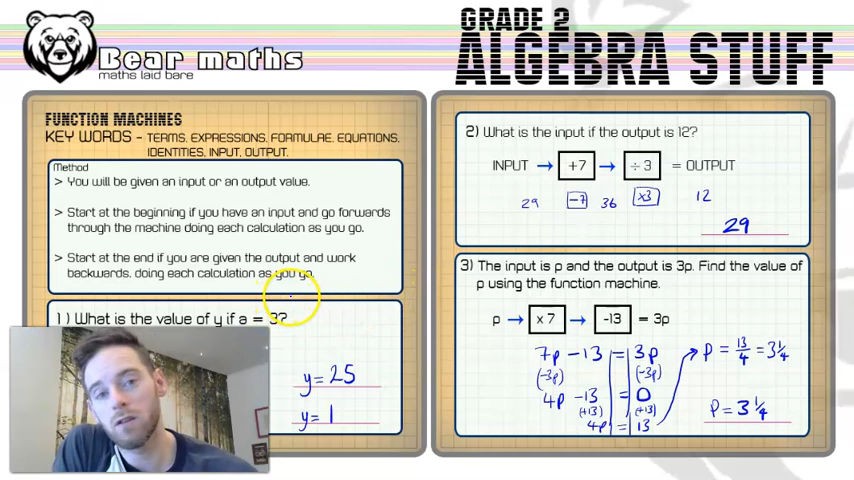 Bear maths
maths laid bare
GRADE 2
ALGEBRA STUFF
FUNCTION MACHINES
KEY WORDS - TERMS, EXPRESSIONS, FORMULAE, EQUATIONS,
IDENTITIES, INPUT, OUTPUT.
Method
> You will be given an input or an output value.
> Start at the beginning if you have an input and go forwards
through the machine doing each calculation as you go.
> Start at the end if you are given the output and work
backwards, doing each calculation as you go.
1) What is the value of y if a = 3?
y = 25
y = 1
2) What is the input if the output is 12?
INPUT → +7 → ÷ 3 = OUTPUT
29 -7 36 x3 12
29
3) The input is p and the output is 3p. Find the value of
p using the function machine.
p → x 7 → -13 = 3p
7p - 13 = 3p
(-3p) (-3p)
4p - 13 = 0
(+13) (+13)
4p = 13
p = 13/4 = 3 1/4
p = 3 1/4